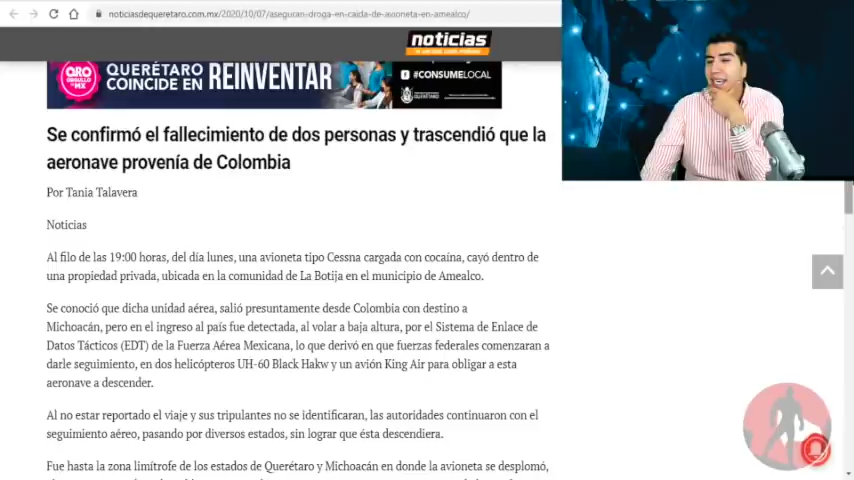 noticiasdequeretaro.com.mx/2020/10/07/aseguran-droga-en-caida-de-avioneta-en-amealco/
noticias
QRO
QUERÉTARO
COINCIDE EN REINVENTAR
#CONSUMELOCAL
Se confirmó el fallecimiento de dos personas y trascendió que la
aeronave provenía de Colombia
Por Tania Talavera
Noticias
Al filo de las 19:00 horas, del día lunes, una avioneta tipo Cessna cargada con cocaína, cayó dentro de
una propiedad privada, ubicada en la comunidad de La Botija en el municipio de Amealco.
Se conoció que dicha unidad aérea, salió presuntamente desde Colombia con destino a
Michoacán, pero en el ingreso al país fue detectada, al volar a baja altura, por el Sistema de Enlace de
Datos Tácticos (EDT) de la Fuerza Aérea Mexicana, lo que derivó en que fuerzas federales comenzaran a
darle seguimiento, en dos helicópteros UH-60 Black Hakw y un avión King Air para obligar a esta
aeronave a descender.
Al no estar reportado el viaje y sus tripulantes no se identificaran, las autoridades continuaron con el
seguimiento aéreo, pasando por diversos estados, sin lograr que ésta descendiera.
Fue hasta la zona limítrofe de los estados de Querétaro y Michoacán en donde la avioneta se desplomó,